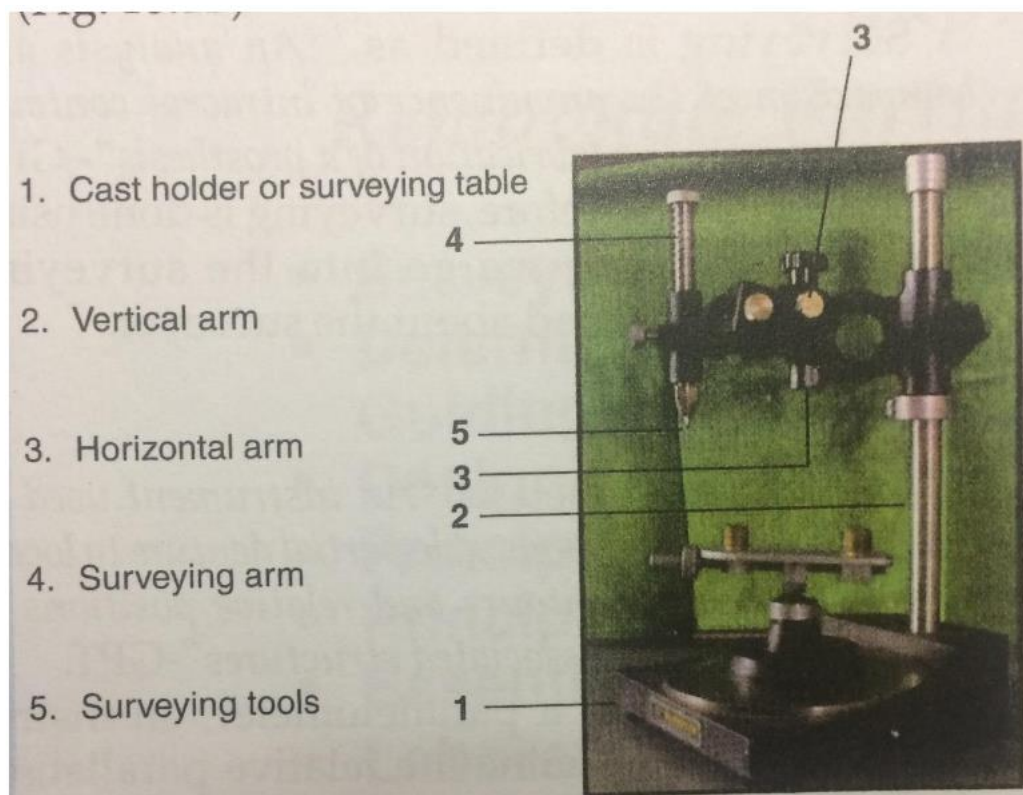 1. Cast holder or surveying table
2. Vertical arm
3. Horizontal arm
4. Surveying arm
5. Surveying tools
3
4
5
3
2
1